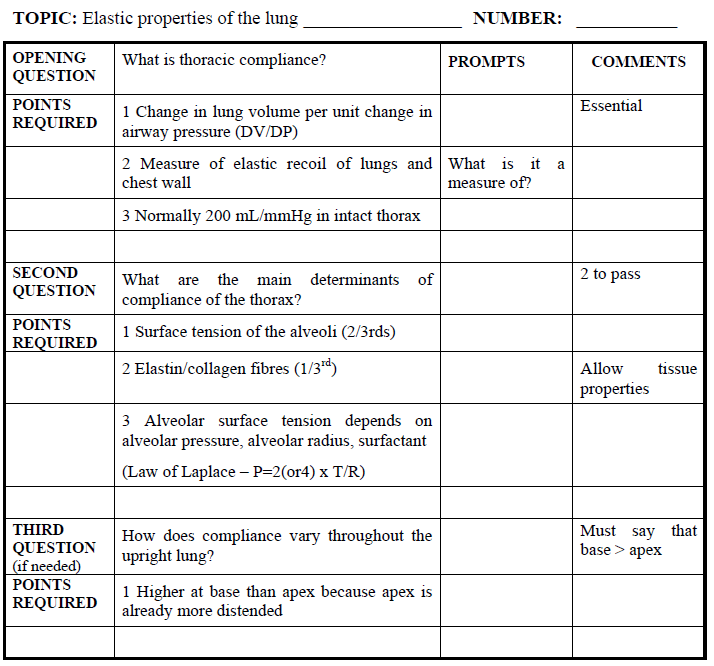 TOPIC: Elastic properties of the lung __________________ NUMBER: ___________
OPENING QUESTION What is thoracic compliance? PROMPTS COMMENTS
POINTS REQUIRED
1 Change in lung volume per unit change in
airway pressure (DV/DP)
Essential
2 Measure of elastic recoil of lungs and
chest wall
What is it a
measure of?
3 Normally 200 mL/mmHg in intact thorax
SECOND
QUESTION
What are the main determinants of
compliance of the thorax?
2 to pass
POINTS
REQUIRED
1 Surface tension of the alveoli (2/3rds)
2 Elastin/collagen fibres (1/3rd)
Allow tissue
properties
3 Alveolar surface tension depends on
alveolar pressure, alveolar radius, surfactant
(Law of Laplace – P=2(or4) x T/R)
THIRD
QUESTION
(if needed)
How does compliance vary throughout the
upright lung?
Must say that
base > apex
POINTS
REQUIRED
1 Higher at base than apex because apex is
already more distended